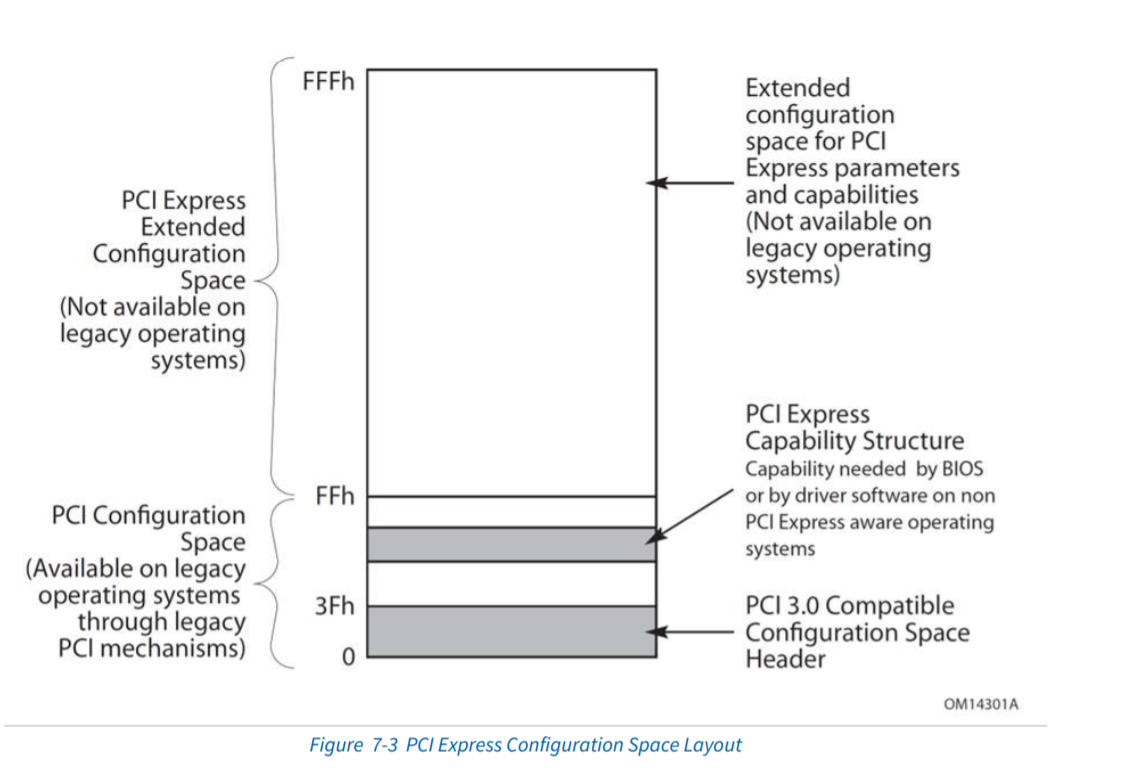 FFFh
Extended
configuration
space for PCI
Express parameters
and capabilities
(Not available on
legacy operating
systems)
PCI Express
Extended
Configuration
Space
(Not available on
legacy operating
systems)
PCI Express
Capability Structure
Capability needed by BIOS
or by driver software on non
PCI Express aware operating
systems
FFh
PCI Configuration
Space
(Available on legacy
operating systems
through legacy
PCI mechanisms)
3Fh
0
PCI 3.0 Compatible
Configuration Space
Header
OM14301A
Figure 7-3 PCI Express Configuration Space Layout